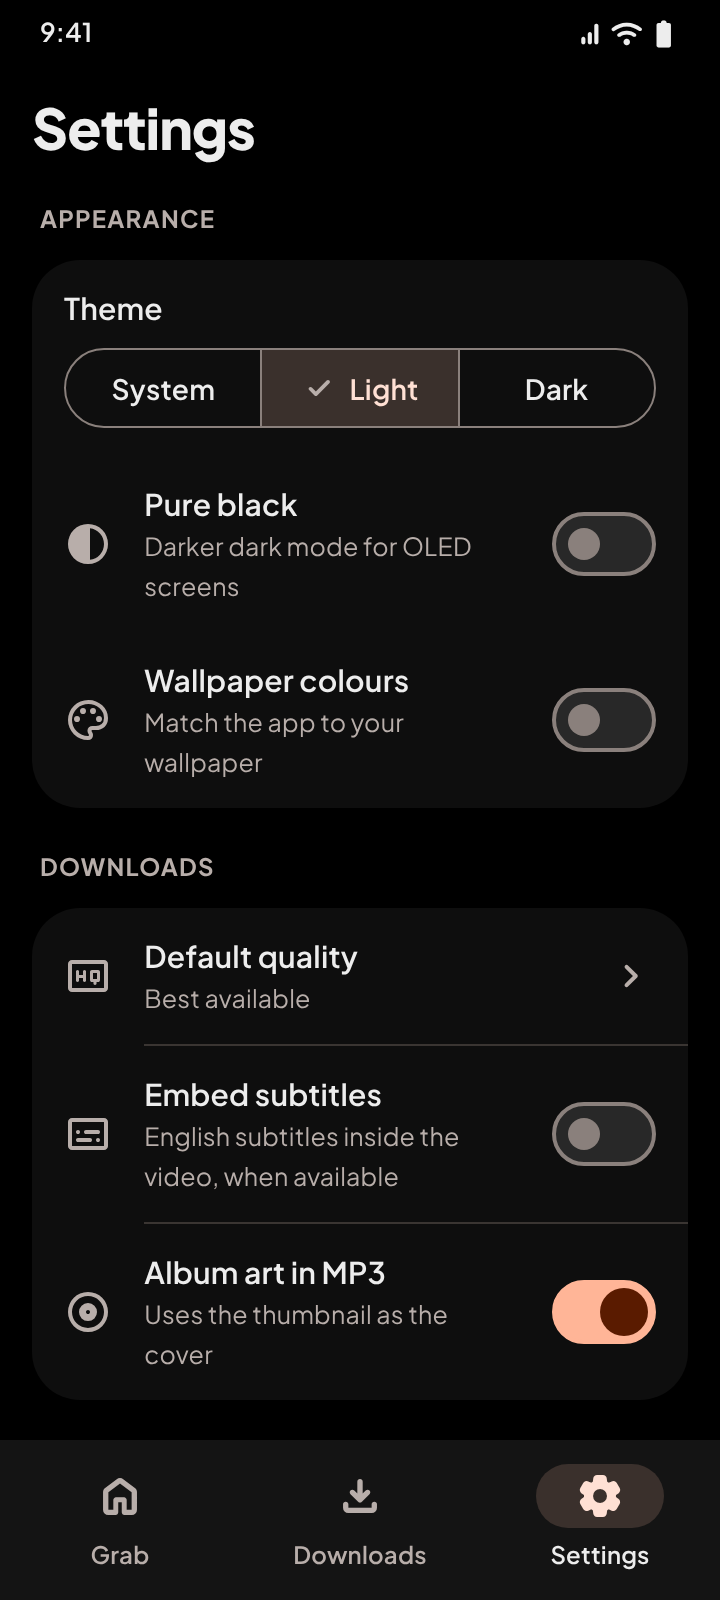 9:41
Settings
APPEARANCE
Theme
System
Light
Dark
Pure black
Darker dark mode for OLED
screens
Wallpaper colours
Match the app to your
wallpaper
DOWNLOADS
HQ
Default quality
Best available
Embed subtitles
English subtitles inside the
video, when available
Album art in MP3
Uses the thumbnail as the
cover
Grab
Downloads
Settings